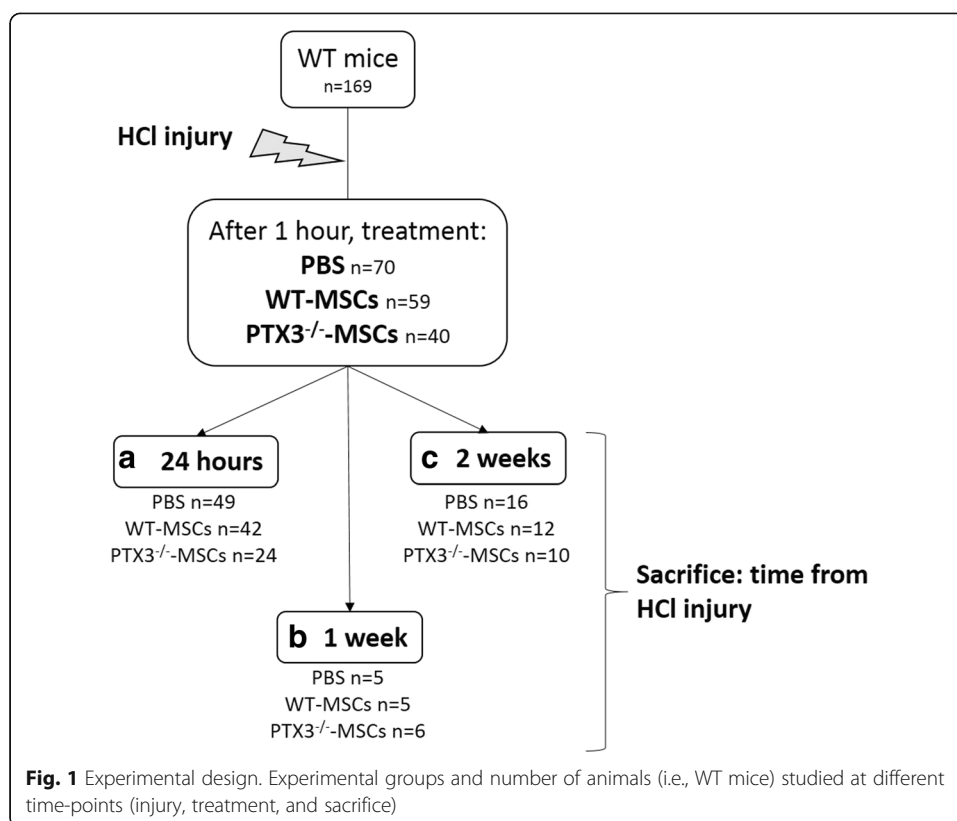 WT mice
n=169
HCl injury
After 1 hour, treatment:
PBS n=70
WT-MSCs n=59
PTX3⁻/⁻-MSCs n=40
a 24 hours
PBS n=49
WT-MSCs n=42
PTX3⁻/⁻-MSCs n=24
c 2 weeks
PBS n=16
WT-MSCs n=12
PTX3⁻/⁻-MSCs n=10
b 1 week
PBS n=5
WT-MSCs n=5
PTX3⁻/⁻-MSCs n=6
Sacrifice: time from
HCl injury
Fig. 1 Experimental design. Experimental groups and number of animals (i.e., WT mice) studied at different
time-points (injury, treatment, and sacrifice)